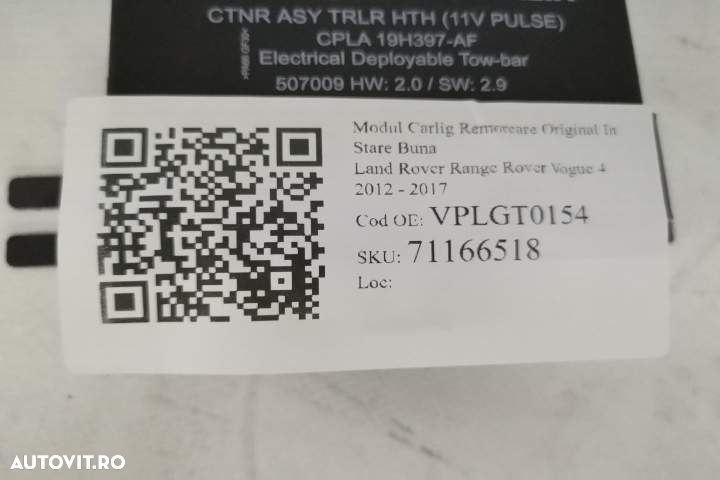 CTNR ASY TRLR HTH (11V PULSE)
CPLA 19H397-AF
Electrical Deployable Tow-bar
507009 HW: 2.0 / SW: 2.9
Modul Carlig Remorcare Original In
Stare Buna
Land Rover Range Rover Vogue 4
2012 - 2017
Cod OE: VPLGT0154
SKU: 71166518
Loc:
AUTOVIT.RO